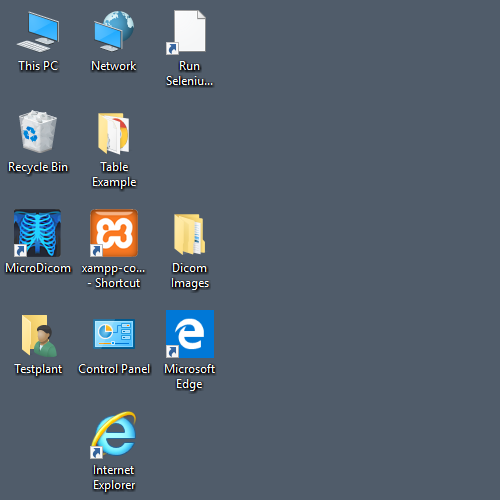 This PC
Network
Run
Seleniu...
Recycle Bin
Table
Example
MicroDicom
xampp-co...
- Shortcut
Dicom
Images
Testplant
Control Panel
Microsoft
Edge
Internet
Explorer